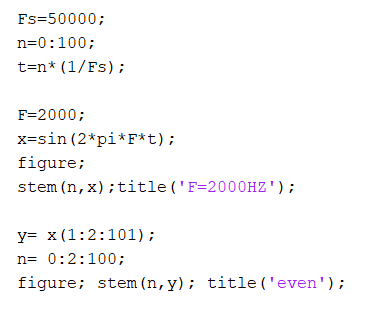 Fs=50000;
n=0:100;
t=n*(1/Fs);
F=2000;
x=sin(2*pi*F*t);
figure;
stem(n,x);title('F=2000HZ');
y= x(1:2:101);
n= 0:2:100;
figure; stem(n,y); title('even');